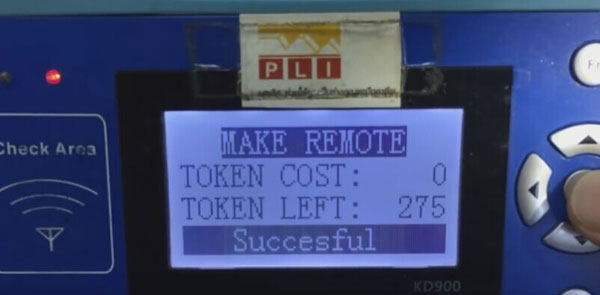 PLI
Check Area
MAKE REMOTE
TOKEN COST: 0
TOKEN LEFT: 275
Succesful
KD900